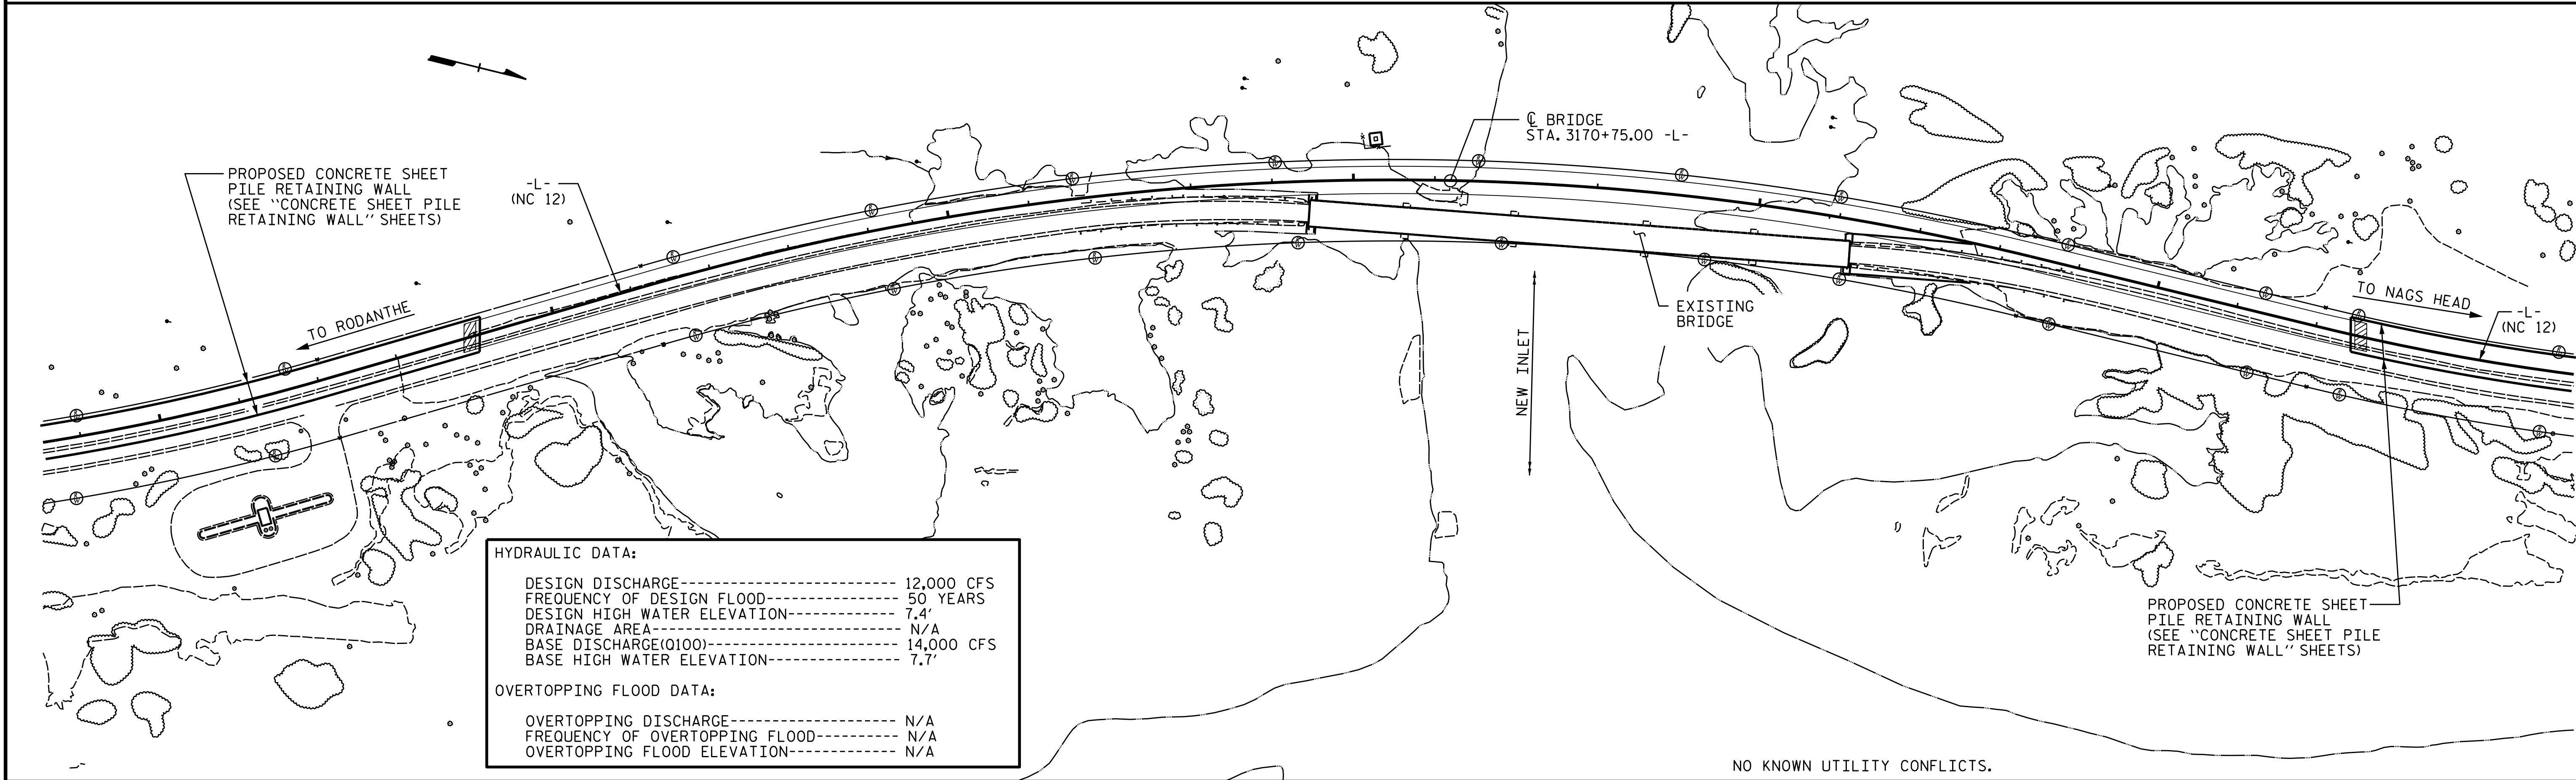 ℄ BRIDGE
STA. 3170+75.00 -L-
PROPOSED CONCRETE SHEET
PILE RETAINING WALL
(SEE ‘‘CONCRETE SHEET PILE
RETAINING WALL’’ SHEETS)
-L-
(NC 12)
TO RODANTHE
EXISTING
BRIDGE
NEW INLET
TO NAGS HEAD
-L-
(NC 12)
HYDRAULIC DATA:
DESIGN DISCHARGE-------------------------- 12,000 CFS
FREQUENCY OF DESIGN FLOOD---------------- 50 YEARS
DESIGN HIGH WATER ELEVATION------------- 7.4'
DRAINAGE AREA------------------------------ N/A
BASE DISCHARGE(Q100)----------------------- 14,000 CFS
BASE HIGH WATER ELEVATION---------------- 7.7'
OVERTOPPING FLOOD DATA:
OVERTOPPING DISCHARGE-------------------- N/A
FREQUENCY OF OVERTOPPING FLOOD---------- N/A
OVERTOPPING FLOOD ELEVATION------------- N/A
PROPOSED CONCRETE SHEET
PILE RETAINING WALL
(SEE ‘‘CONCRETE SHEET PILE
RETAINING WALL’’ SHEETS)
NO KNOWN UTILITY CONFLICTS.